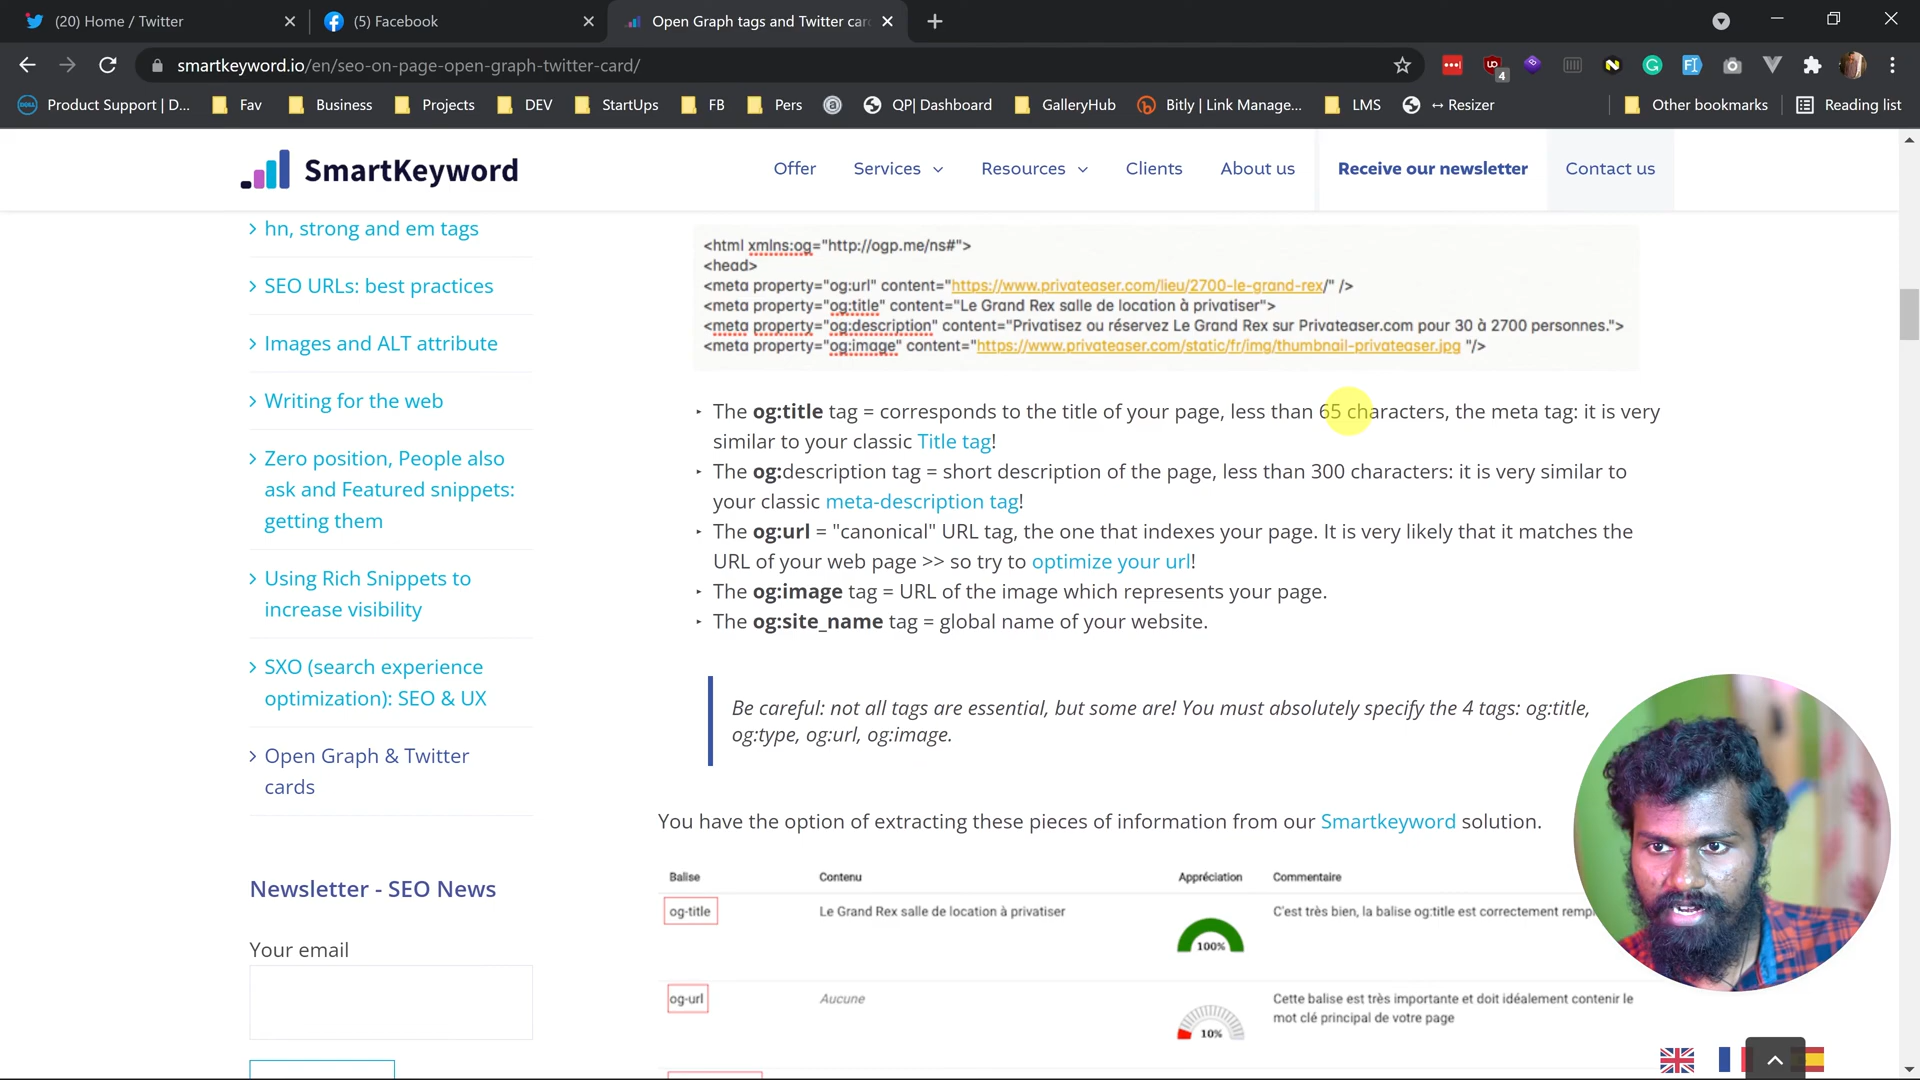 (20) Home / Twitter
(5) Facebook
Open Graph tags and Twitter car
smartkeyword.io/en/seo-on-page-open-graph-twitter-card/
4
Product Support | D...
Fav
Business
Projects
DEV
StartUps
FB
Pers
QP| Dashboard
GalleryHub
Bitly | Link Manage...
LMS
↔ Resizer
Other bookmarks
Reading list
SmartKeyword
Offer
Services
Resources
Clients
About us
Receive our newsletter
Contact us
hn, strong and em tags
SEO URLs: best practices
Images and ALT attribute
Writing for the web
Zero position, People also
ask and Featured snippets:
getting them
Using Rich Snippets to
increase visibility
SXO (search experience
optimization): SEO & UX
Open Graph & Twitter
cards
Newsletter - SEO News
Your email
<html xmlns:og="http://ogp.me/ns#">
<head>
<meta property="og:url" content="https://www.privateaser.com/lieu/2700-le-grand-rex/" />
<meta property="og:title" content="Le Grand Rex salle de location à privatiser">
<meta property="og:description" content="Privatisez ou réservez Le Grand Rex sur Privateaser.com pour 30 à 2700 personnes.">
<meta property="og:image" content="https://www.privateaser.com/static/fr/img/thumbnail-privateaser.jpg "/>
‣ The og:title tag = corresponds to the title of your page, less than 65 characters, the meta tag: it is very
similar to your classic Title tag!
‣ The og:description tag = short description of the page, less than 300 characters: it is very similar to
your classic meta-description tag!
‣ The og:url = "canonical" URL tag, the one that indexes your page. It is very likely that it matches the
URL of your web page >> so try to optimize your url!
‣ The og:image tag = URL of the image which represents your page.
‣ The og:site_name tag = global name of your website.
Be careful: not all tags are essential, but some are! You must absolutely specify the 4 tags: og:title,
og:type, og:url, og:image.
You have the option of extracting these pieces of information from our Smartkeyword solution.
Balise Contenu Appréciation Commentaire
og-title Le Grand Rex salle de location à privatiser C'est très bien, la balise og:title est correctement
100%
og-url Aucune Cette balise est très importante et doit idéalement contenir le
mot clé principal de votre page
10%